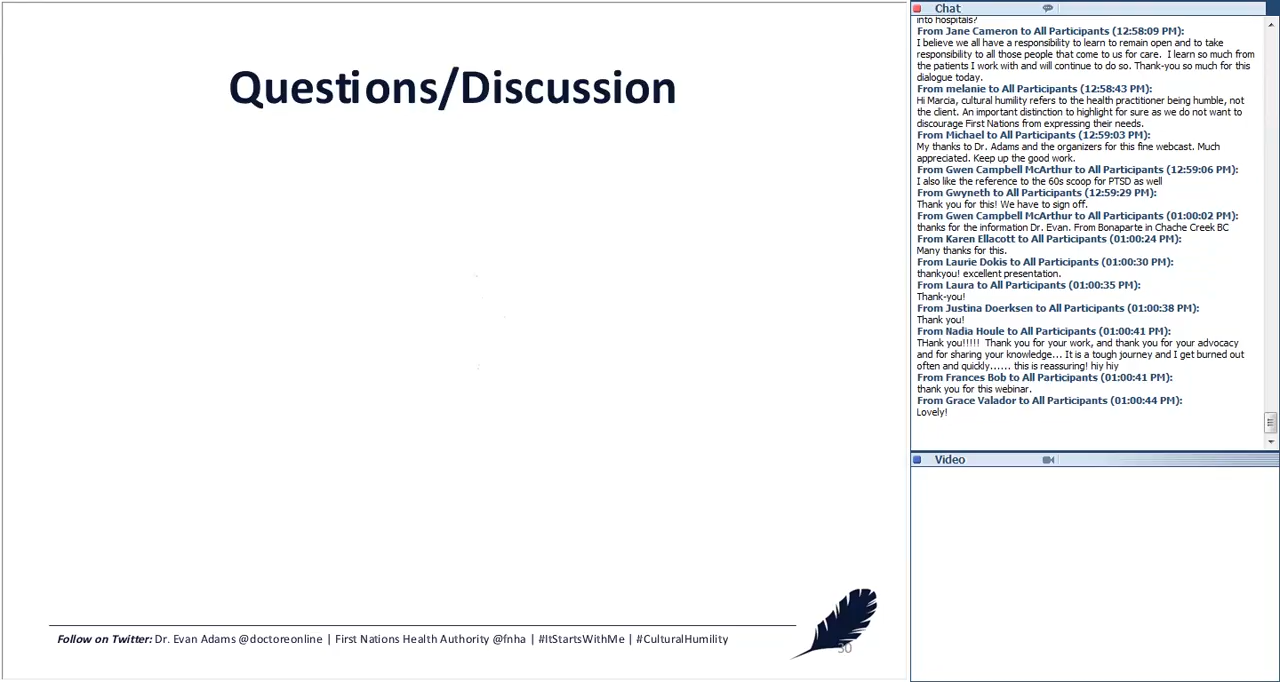 Questions/Discussion
Follow on Twitter: Dr. Evan Adams @doctoreonline | First Nations Health Authority @fnha | #ItStartsWithMe | #CulturalHumility
30
Chat
into hospitals?
From Jane Cameron to All Participants (12:58:09 PM):
I believe we all have a responsibility to learn to remain open and to take
responsibility to all those people that come to us for care.  I learn so much from
the patients I work with and will continue to do so. Thank-you so much for this
dialogue today.
From melanie to All Participants (12:58:43 PM):
Hi Marcia, cultural humility refers to the health practitioner being humble, not
the client. An important distinction to highlight for sure as we do not want to
discourage First Nations from expressing their needs.
From Michael to All Participants (12:59:03 PM):
My thanks to Dr. Adams and the organizers for this fine webcast. Much
appreciated. Keep up the good work.
From Gwen Campbell McArthur to All Participants (12:59:06 PM):
I also like the reference to the 60s scoop for PTSD as well
From Gwyneth to All Participants (12:59:29 PM):
Thank you for this! We have to sign off.
From Gwen Campbell McArthur to All Participants (01:00:02 PM):
thanks for the information Dr. Evan. From Bonaparte in Chache Creek BC
From Karen Ellacott to All Participants (01:00:24 PM):
Many thanks for this.
From Laurie Dokis to All Participants (01:00:30 PM):
thankyou! excellent presentation.
From Laura to All Participants (01:00:35 PM):
Thank-you!
From Justina Doerksen to All Participants (01:00:38 PM):
Thank you!
From Nadia Houle to All Participants (01:00:41 PM):
THank you!!!!!  Thank you for your work, and thank you for your advocacy
and for sharing your knowledge... It is a tough journey and I get burned out
often and quickly...... this is reassuring! hiy hiy
From Frances Bob to All Participants (01:00:41 PM):
thank you for this webinar.
From Grace Valador to All Participants (01:00:44 PM):
Lovely!
Video